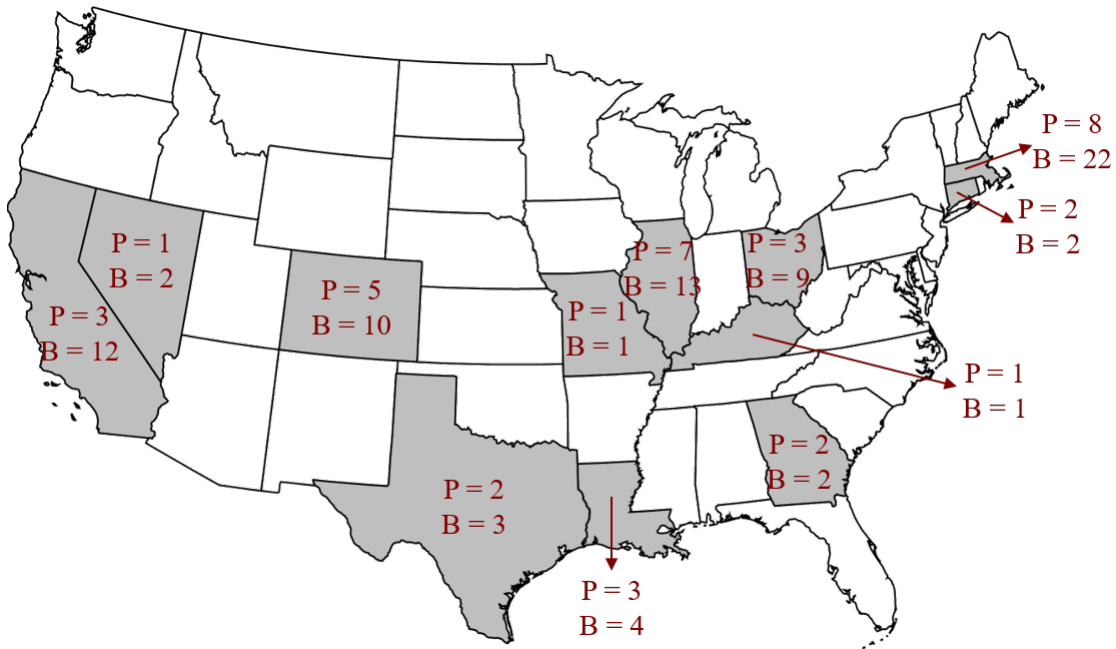 P = 8
B = 22
P = 2
B = 2
P = 1
B = 2
P = 7
B = 13
P = 3
B = 9
P = 5
B = 10
P = 3
B = 12
P = 1
B = 1
P = 1
B = 1
P = 2
B = 2
P = 2
B = 3
P = 3
B = 4